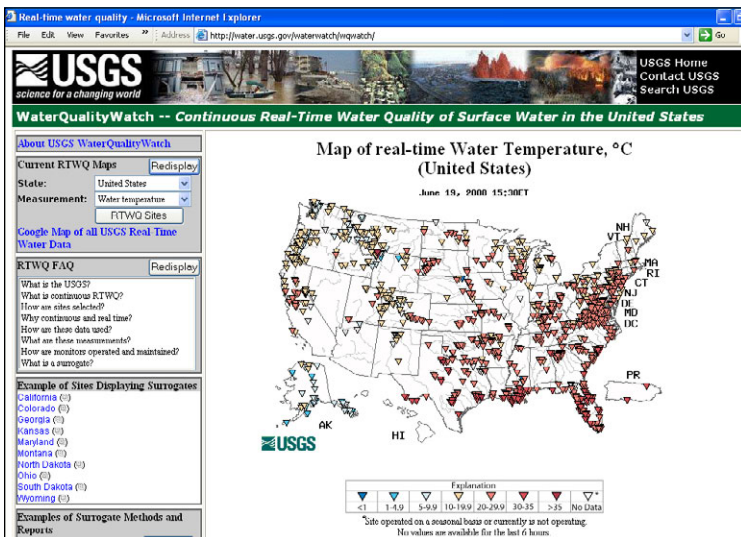 Real-time water quality - Microsoft Internet Explorer
File Edit View Favorites » Address http://water.usgs.gov/waterwatch/wqwatch/ Go
USGS
science for a changing world
USGS Home
Contact USGS
Search USGS
WaterQualityWatch -- Continuous Real-Time Water Quality of Surface Water in the United States
About USGS WaterQualityWatch
Current RTWQ Maps Redisplay
State: United States
Measurement: Water temperature
RTWQ Sites
Google Map of all USGS Real-Time
Water Data
RTWQ FAQ Redisplay
What is the USGS?
What is continuous RTWQ?
How are sites selected?
Why continuous and real time?
How are these data used?
What are these measurements?
How are monitors operated and maintained?
What is a surrogate?
Example of Sites Displaying Surrogates
California
Colorado
Georgia
Kansas
Maryland
Montana
North Dakota
Ohio
South Dakota
Wyoming
Examples of Surrogate Methods and
Reports
Map of real-time Water Temperature, °C
(United States)
June 19, 2008 15:30ET
NH
VT
MA
RI
CT
NJ
DE
MD
DC
PR
AK
HI
USGS
Explanation
<1 1-4.9 5-9.9 10-19.9 20-29.9 30-35 >35 No Data *
*Site operated on a seasonal basis or currently is not operating.
No values are available for the last 6 hours